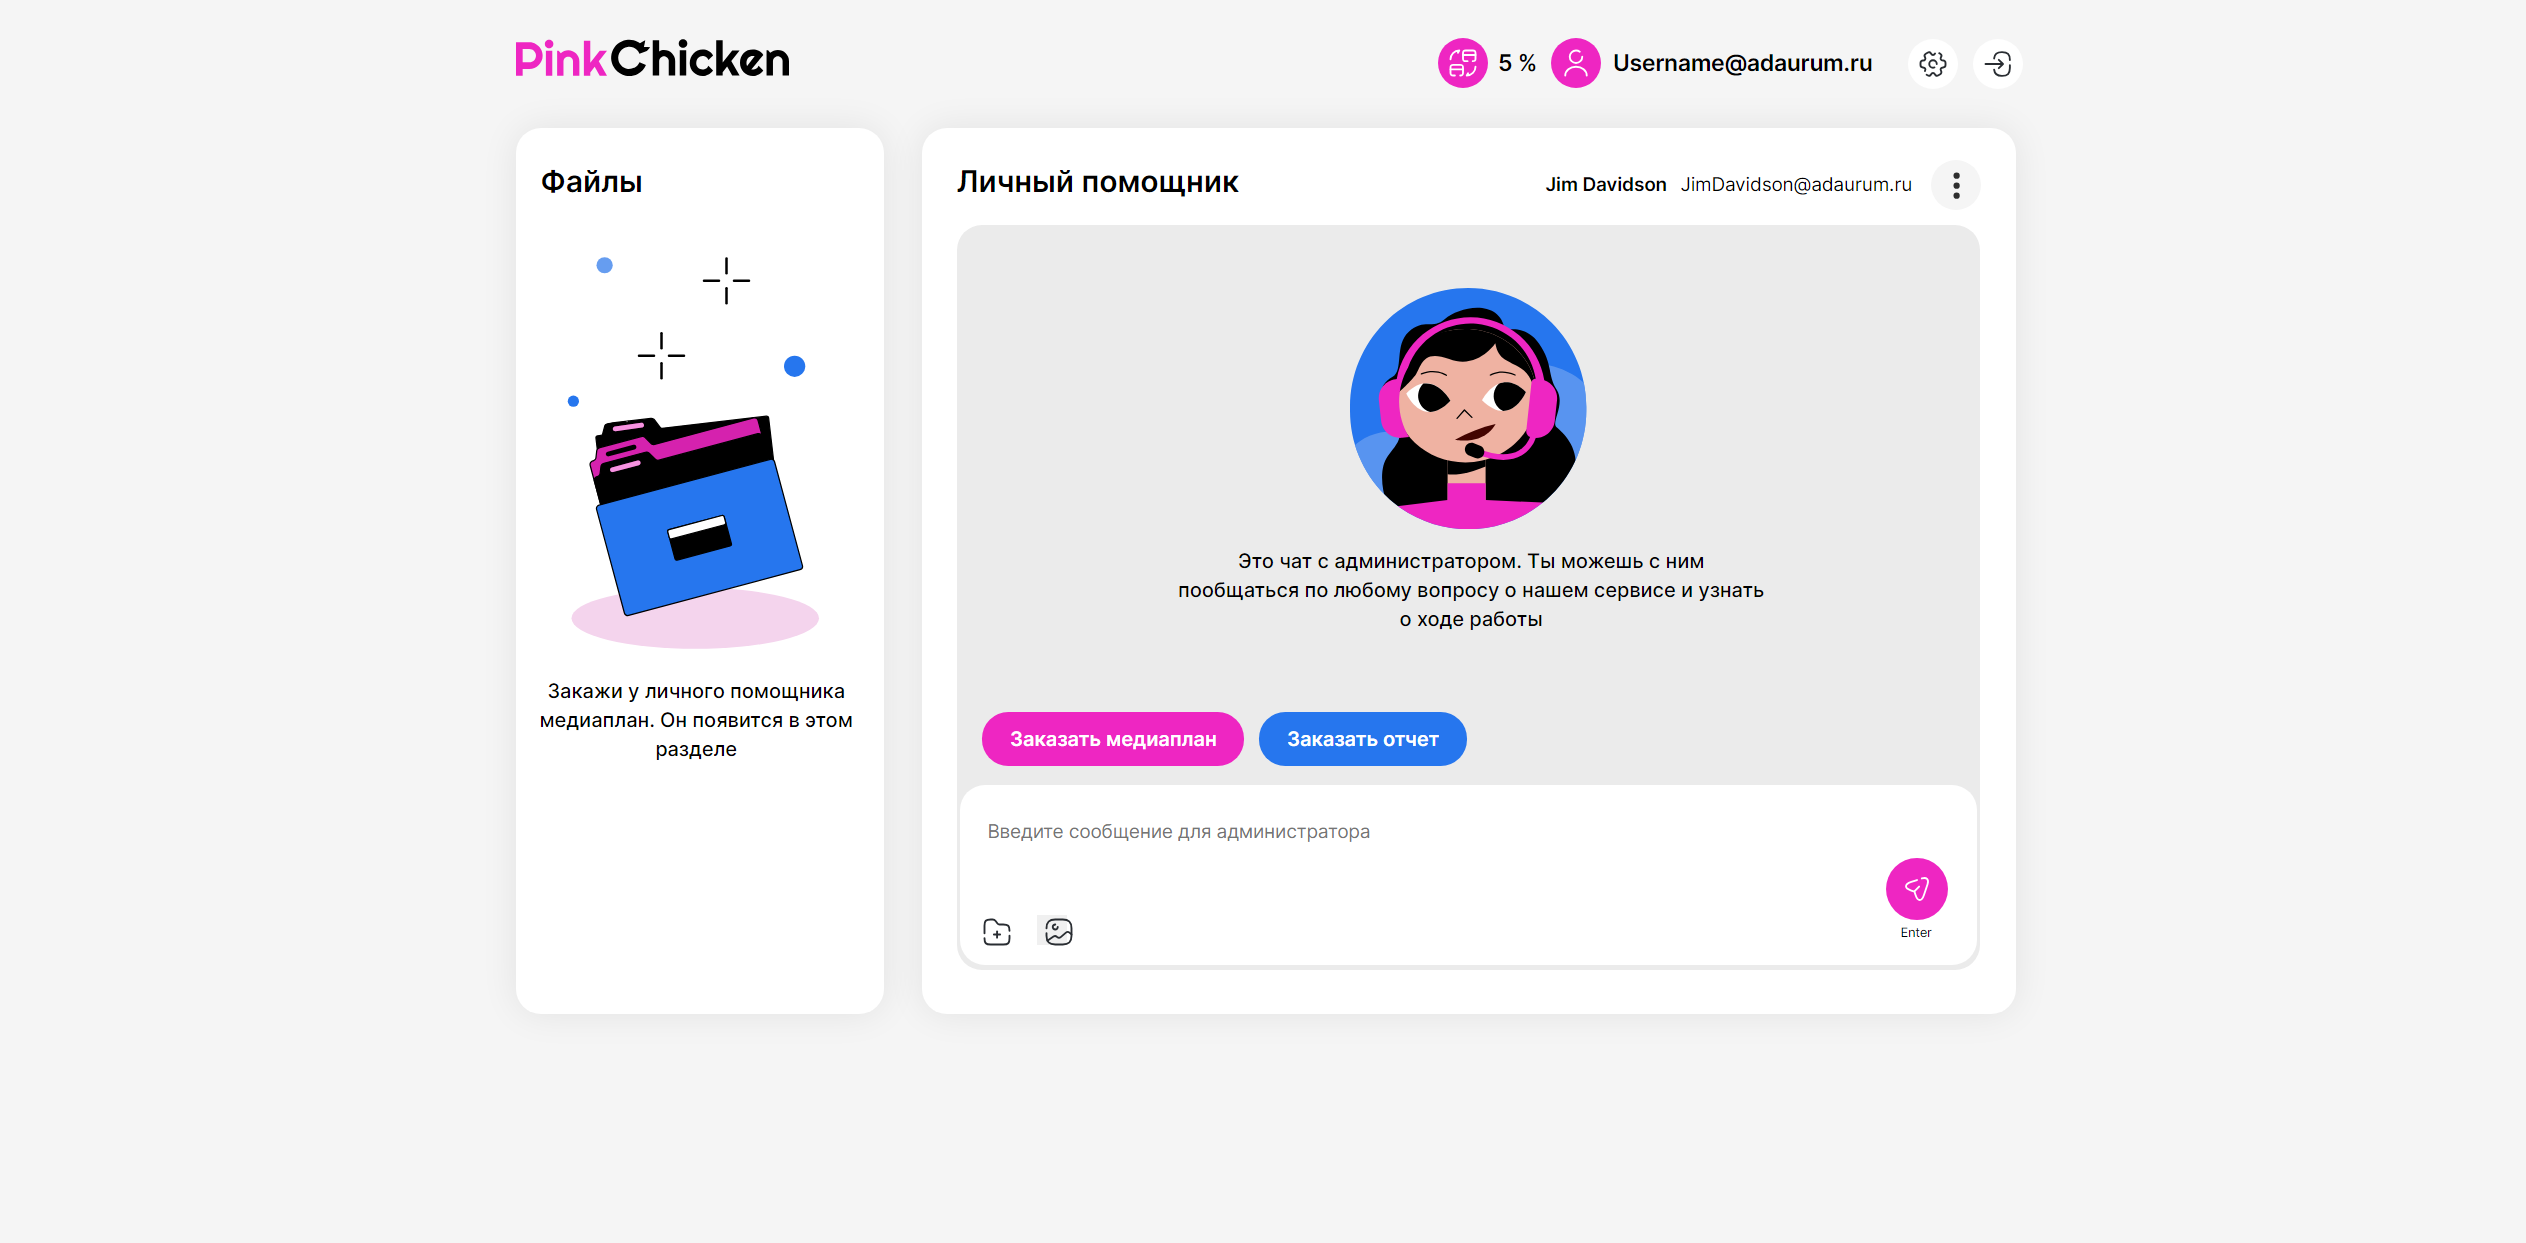 PinkChicken
5 %
Username@adaurum.ru
Файлы
Закажи у личного помощника
медиаплан. Он появится в этом
разделе
Личный помощник
Jim Davidson JimDavidson@adaurum.ru
Это чат с администратором. Ты можешь с ним
пообщаться по любому вопросу о нашем сервисе и узнать
о ходе работы
Заказать медиаплан
Заказать отчет
Введите сообщение для администратора
Enter